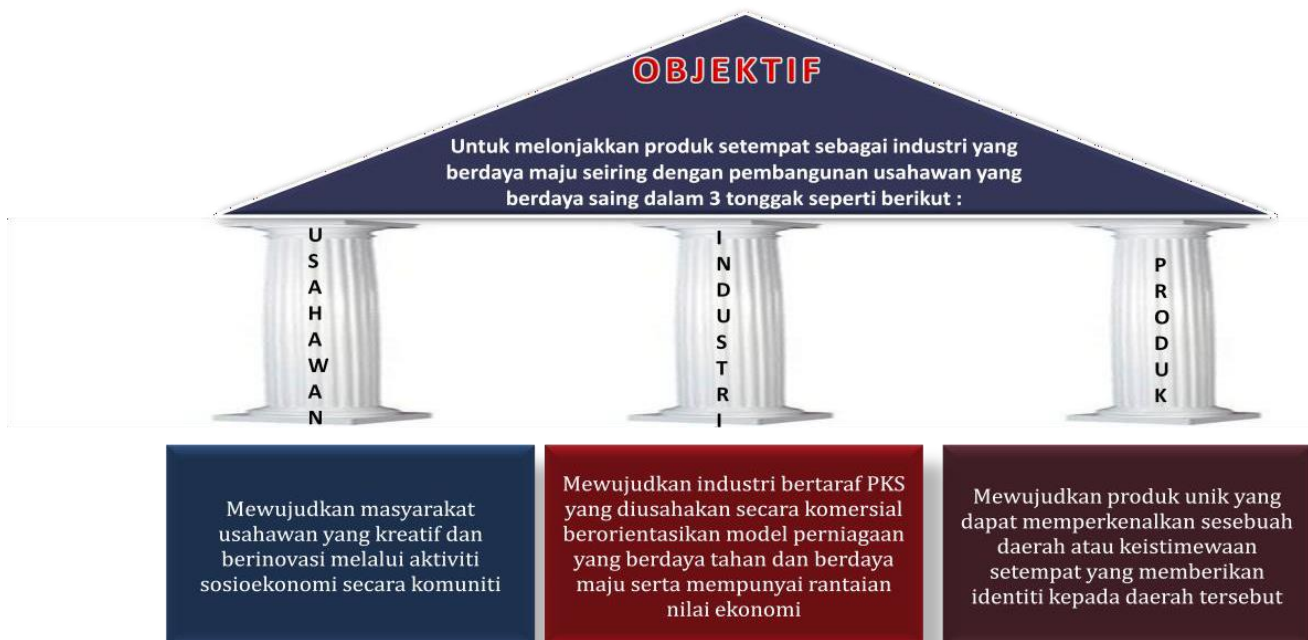 OBJEKTIF
Untuk melonjakkan produk setempat sebagai industri yang
berdaya maju seiring dengan pembangunan usahawan yang
berdaya saing dalam 3 tonggak seperti berikut :
USAHAWAN
INDUSTRI
PRODUK
Mewujudkan masyarakat
usahawan yang kreatif dan
berinovasi melalui aktiviti
sosioekonomi secara komuniti
Mewujudkan industri bertaraf PKS
yang diusahakan secara komersial
berorientasikan model perniagaan
yang berdaya tahan dan berdaya
maju serta mempunyai rantaian
nilai ekonomi
Mewujudkan produk unik yang
dapat memperkenalkan sesebuah
daerah atau keistimewaan
setempat yang memberikan
identiti kepada daerah tersebut